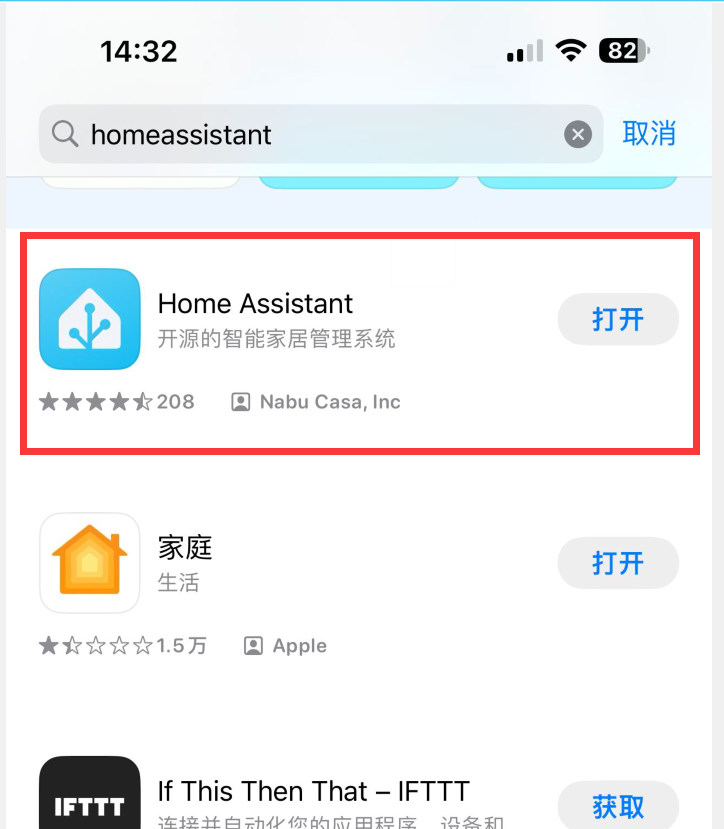 14:32
82
homeassistant
取消
Home Assistant
开源的智能家居管理系统
打开
208
Nabu Casa, Inc
家庭
生活
打开
1.5万
Apple
IFTTT
If This Then That – IFTTT
连接并自动化您的应用程序、设备和
获取